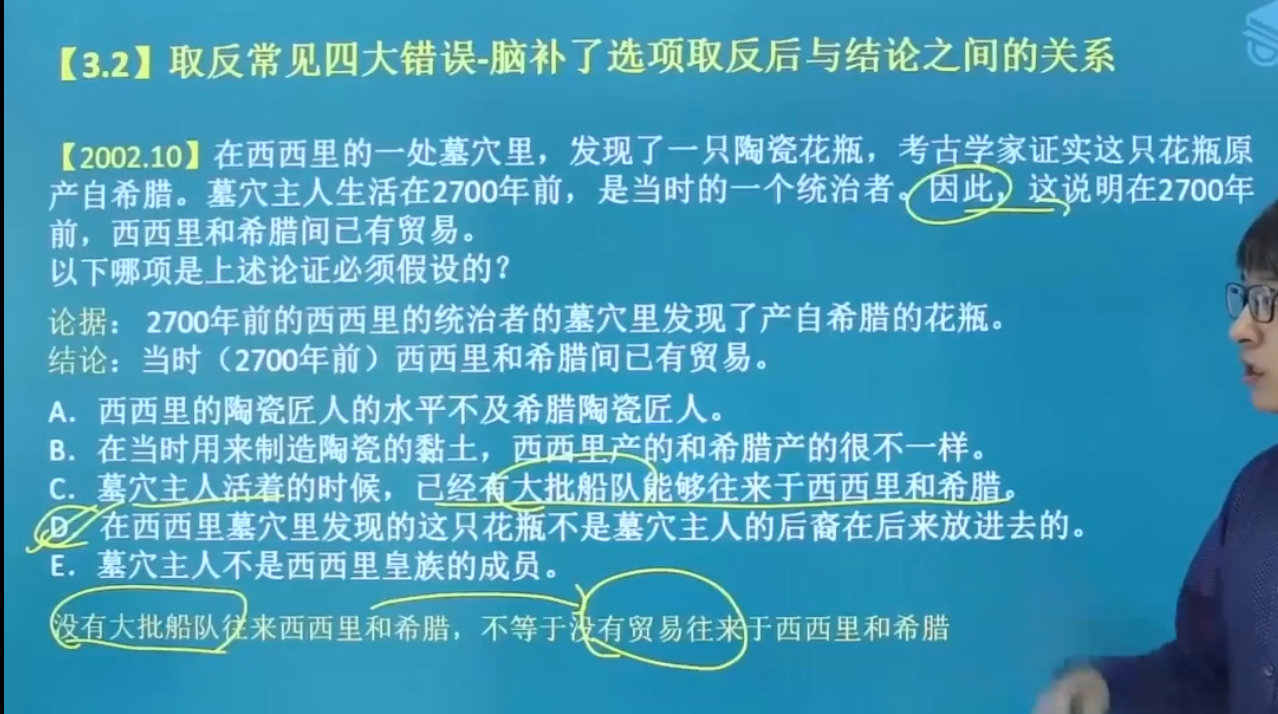 【3.2】取反常见四大错误-脑补了选项取反后与结论之间的关系
【2002.10】在西西里的一处墓穴里，发现了一只陶瓷花瓶，考古学家证实这只花瓶原
产自希腊。墓穴主人生活在2700年前，是当时的一个统治者。因此，这说明在2700年
前，西西里和希腊间已有贸易。
以下哪项是上述论证必须假设的？
论据： 2700年前的西西里的统治者的墓穴里发现了产自希腊的花瓶。
结论：当时（2700年前）西西里和希腊间已有贸易。
A. 西西里的陶瓷匠人的水平不及希腊陶瓷匠人。
B. 在当时用来制造陶瓷的黏土，西西里产的和希腊产的很不一样。
C. 墓穴主人活着的时候，已经有大批船队能够往来于西西里和希腊。
D. 在西西里墓穴里发现的这只花瓶不是墓穴主人的后裔在后来放进去的。
E. 墓穴主人不是西西里皇族的成员。
没有大批船队往来西西里和希腊，不等于没有贸易往来于西西里和希腊